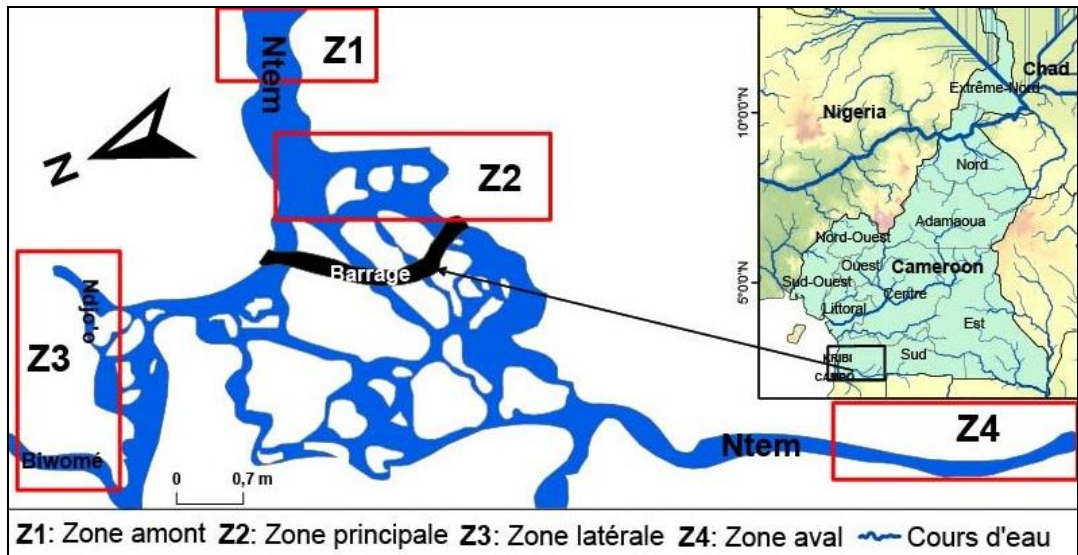 Z1
Ntem
N
Z2
Barrage
Ndjo'o
Z3
Biwomé
0 0,7 m
Ntem
Z4
Chad
Extrême-Nord
Nigeria
10°0'0"N
Nord
Adamaoua
Nord-Ouest
Ouest
Cameroon
5°0'0"N
Sud-Ouest
Centre
Littoral
Est
KRIBI
Sud
CAMPO
Z1: Zone amont Z2: Zone principale Z3: Zone latérale Z4: Zone aval Cours d'eau